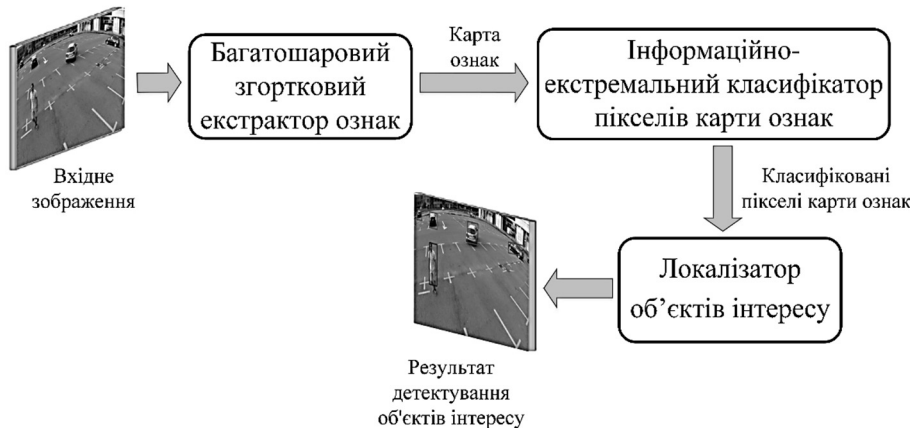 Багатошаровий
згортковий
екстрактор ознак
Карта
ознак
Інформаційно-
екстремальний класифікатор
пікселів карти ознак
Вхідне
зображення
Класифіковані
пікселі карти ознак
Локалізатор
об’єктів інтересу
Результат
детектування
об'єктів інтересу